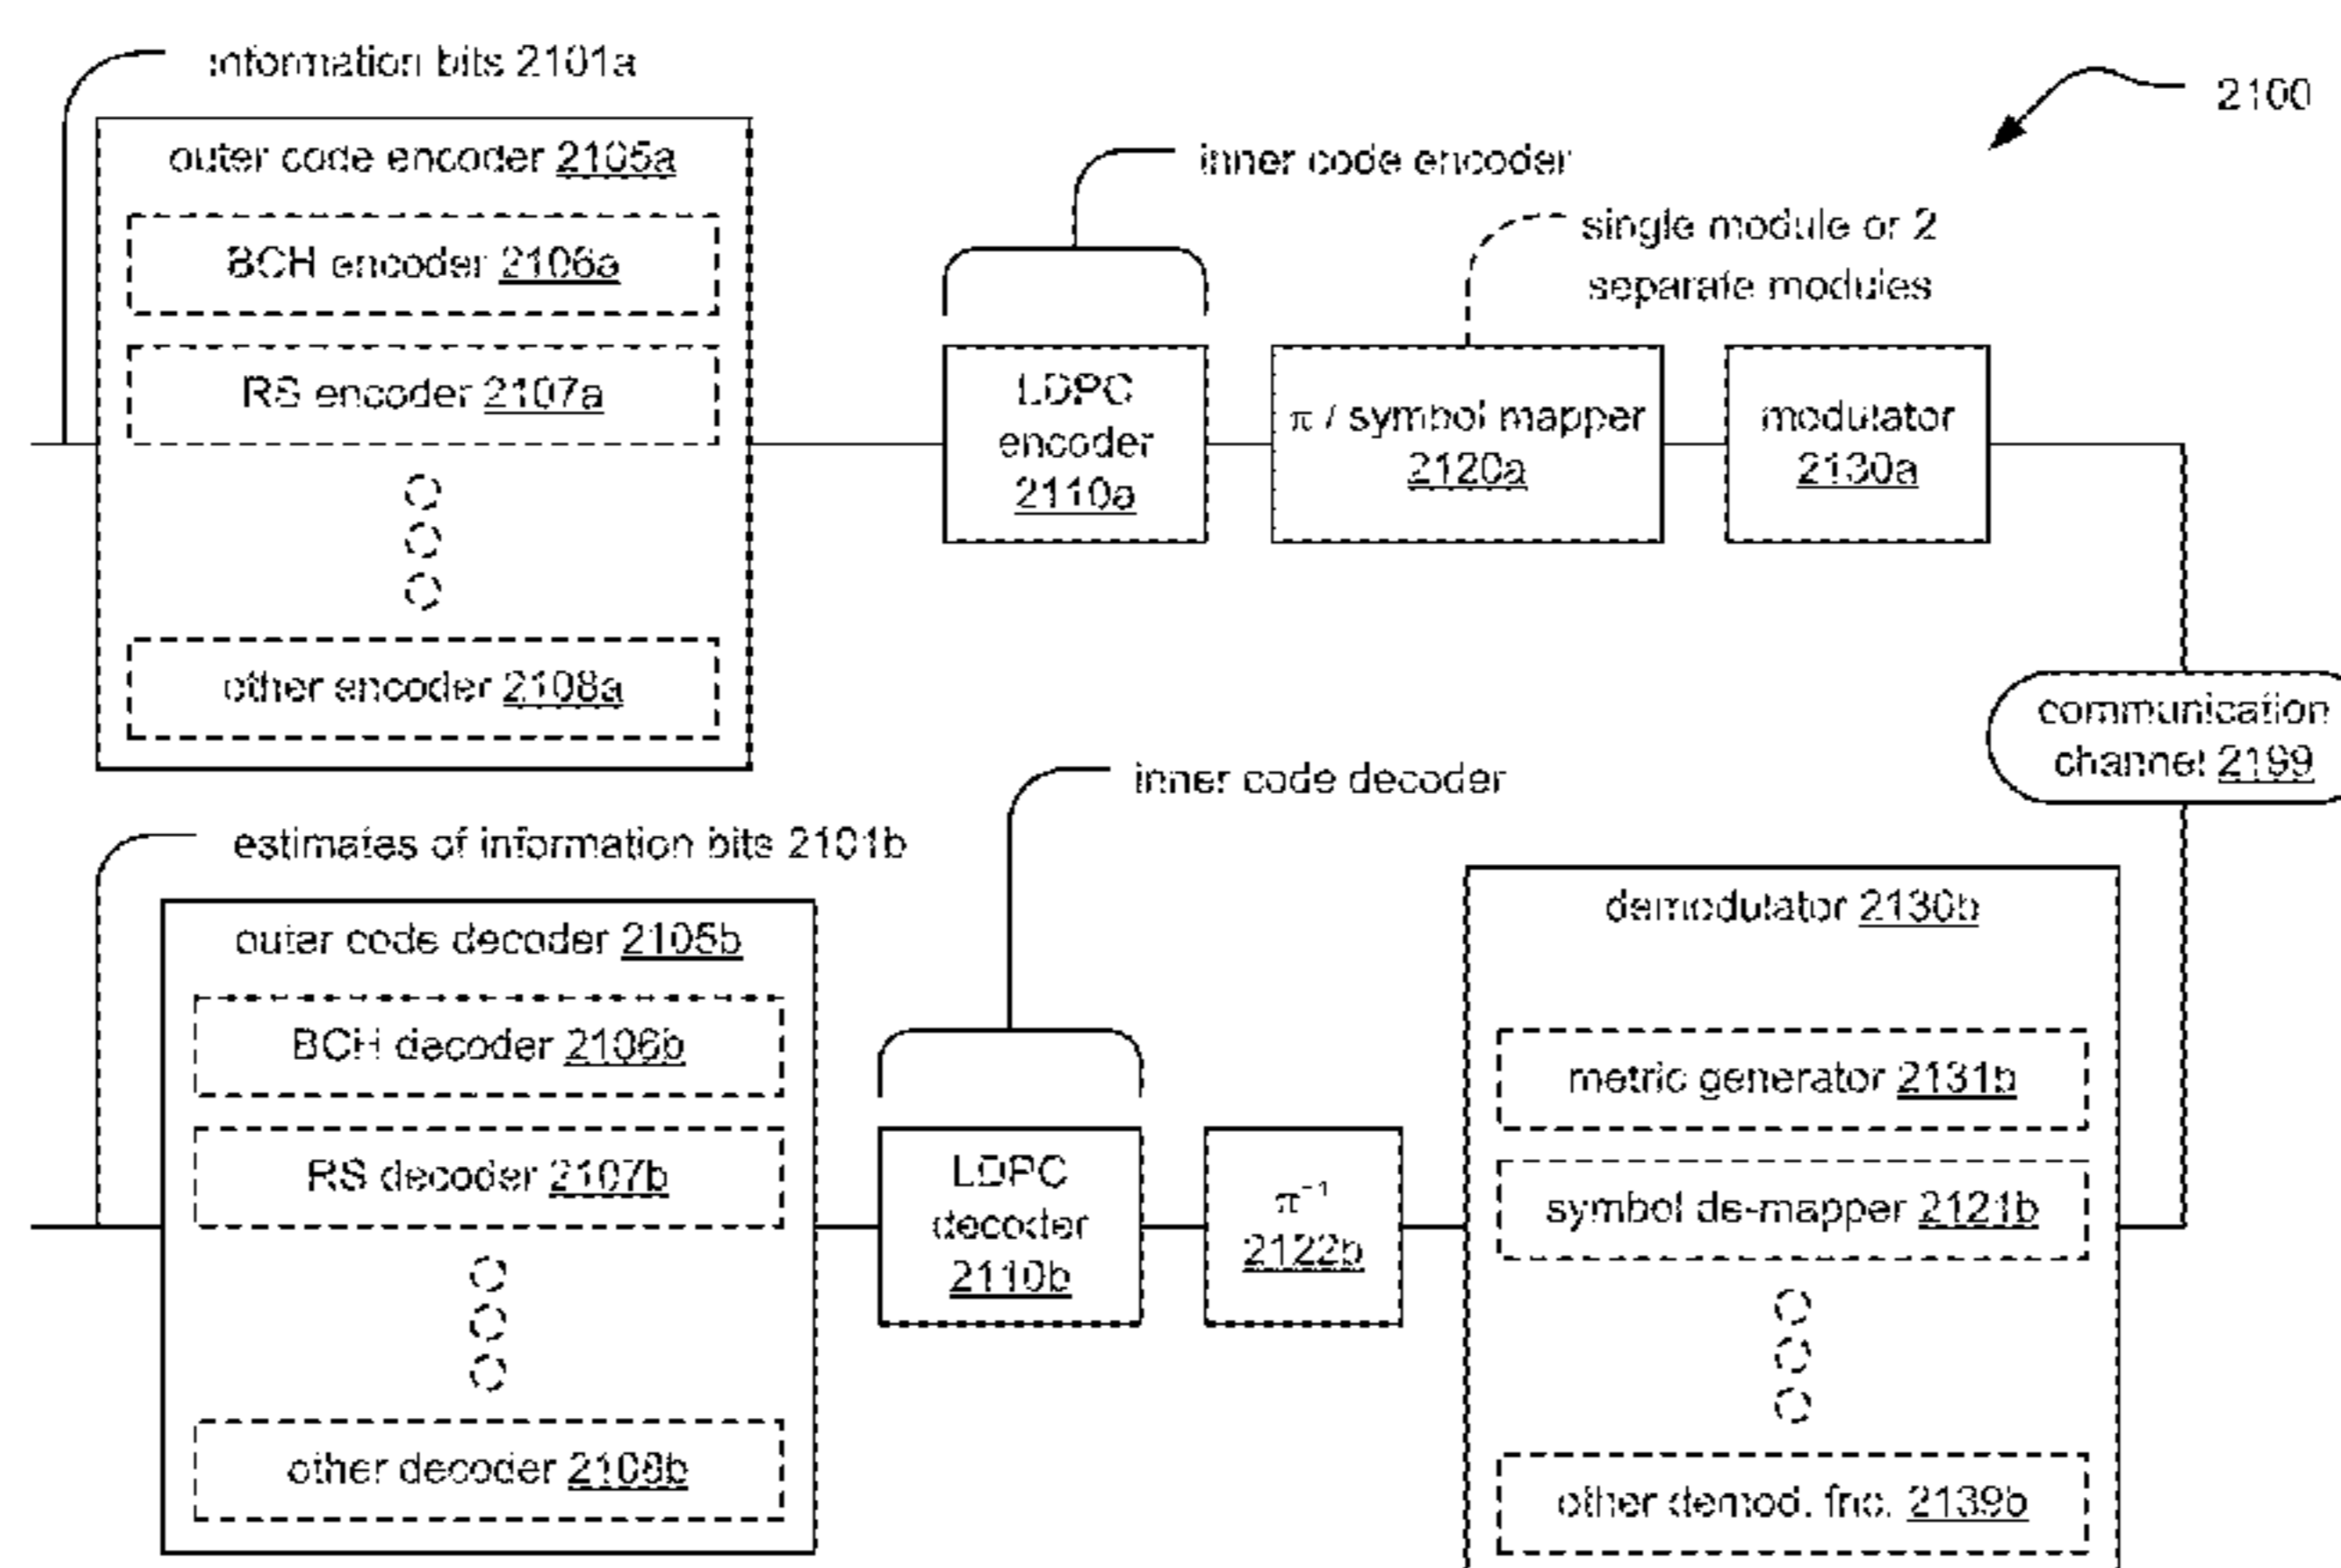 information bits 2101a
2100
outer code encoder 2105a
inner code encoder
single module or 2
separate modules
BCH encoder 2106a
RS encoder 2107a
LDPC
encoder
2110a
π / symbol mapper
2120a
modulator
2130a
other encoder 2108a
communication
channel 2199
inner code decoder
estimates of information bits 2101b
outer code decoder 2105b
demodulator 2130b
BCH decoder 2106b
metric generator 2131b
RS decoder 2107b
LDPC
decoder
2110b
π⁻¹
2122b
symbol de-mapper 2121b
other decoder 2108b
other demod. fnc. 2139b